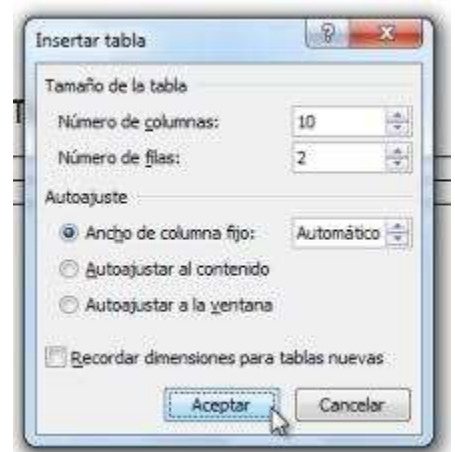 Insertar tabla
Tamaño de la tabla
Número de columnas: 10
Número de filas: 2
Autoajuste
Ancho de columna fijo: Automático
Autoajustar al contenido
Autoajustar a la ventana
Recordar dimensiones para tablas nuevas
Aceptar Cancelar